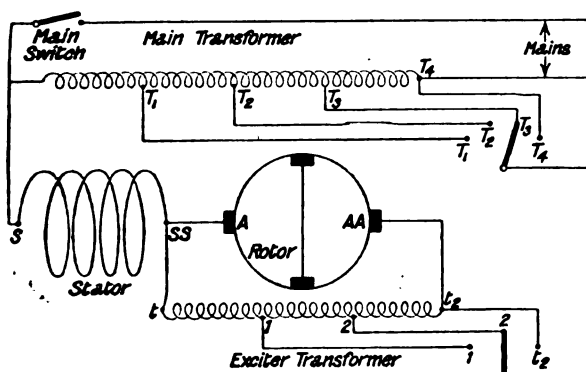 Main Switch
Main Transformer
Mains
T1 T2 T3 T4
T1 T2 T3 T4
S
SS
A
AA
Rotor
Stator
t
1
2
t2
2
1
t2
Exciter Transformer